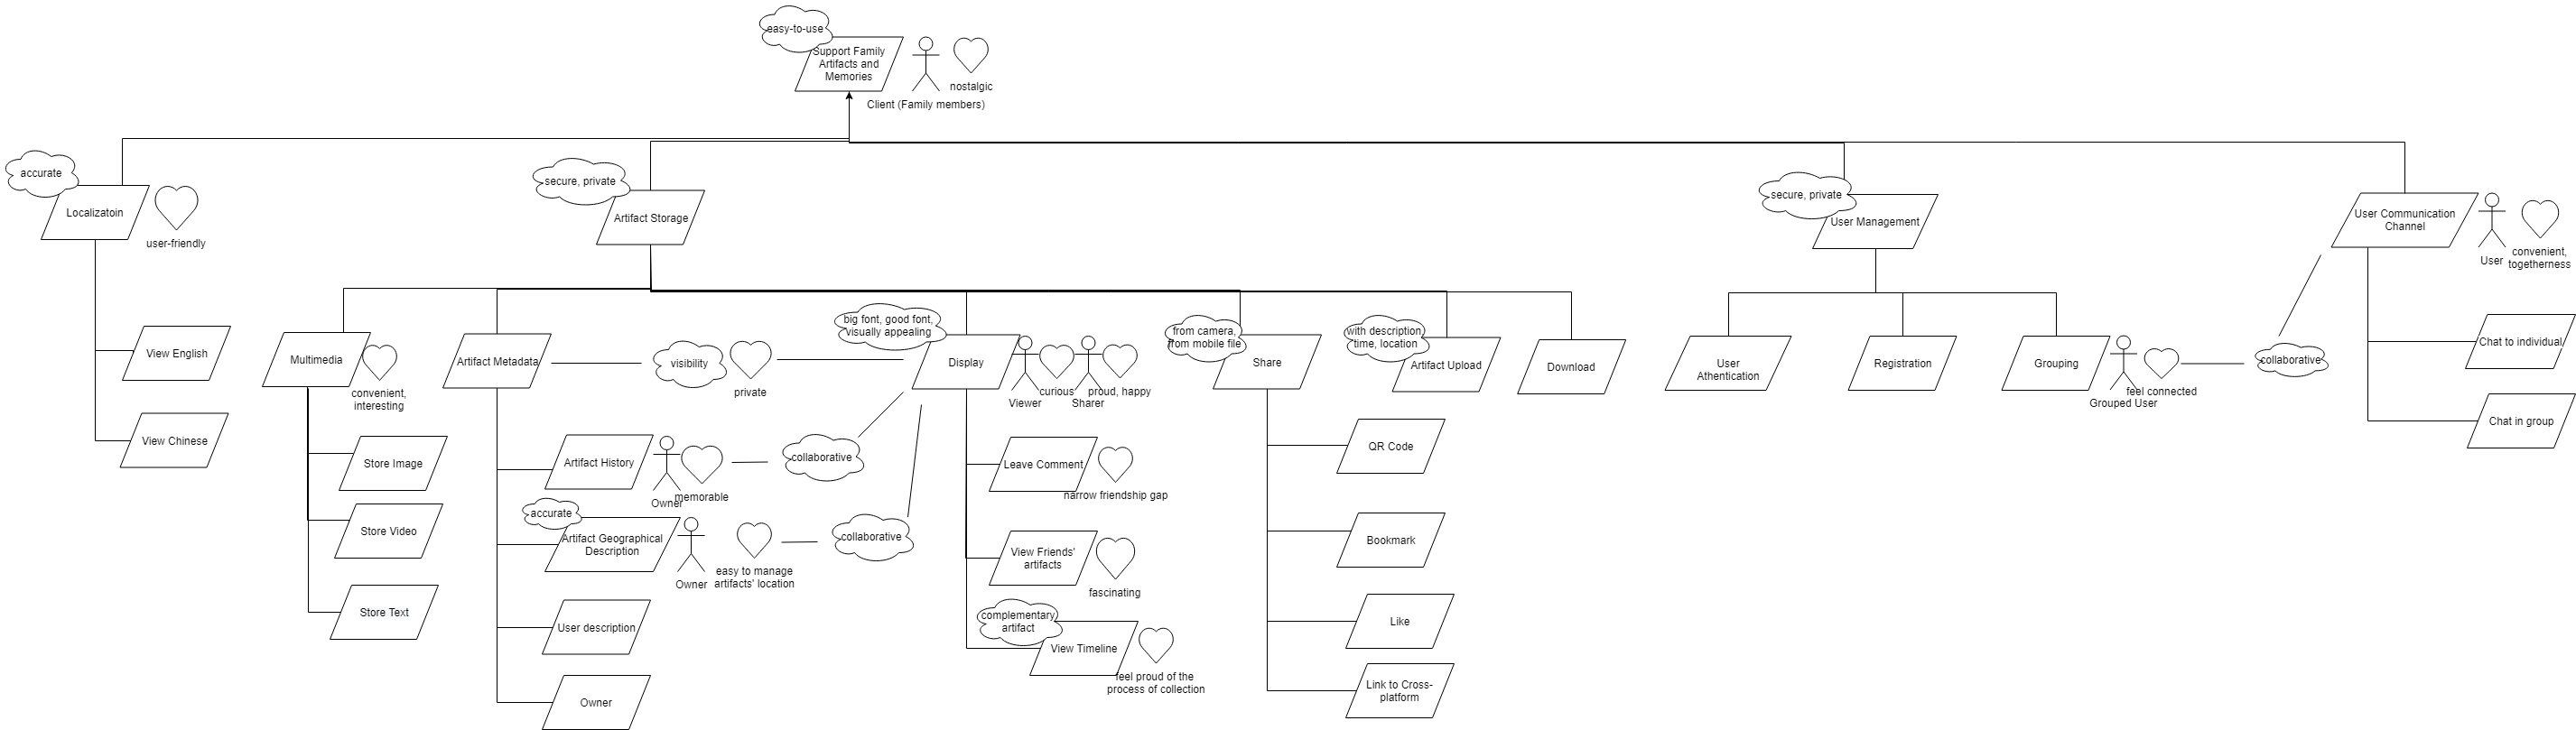 easy-to-use
Support Family
Artifacts and
Memories
nostalgic
Client (Family members)
accurate
Localizatoin
user-friendly
secure, private
Artifact Storage
secure, private
User Management
User Communication
Channel
User
convenient,
togetherness
View English
View Chinese
Multimedia
convenient,
interesting
Store Image
Store Video
Store Text
Artifact Metadata
visibility
private
Artifact History
Owner
memorable
collaborative
accurate
Artifact Geographical
Description
Owner
easy to manage
artifacts' location
collaborative
User description
Owner
big font, good font,
visually appealing
Display
Viewer
curious
Sharer
proud, happy
Leave Comment
narrow friendship gap
View Friends'
artifacts
fascinating
complementary
artifact
View Timeline
feel proud of the
process of collection
from camera,
from mobile file
Share
QR Code
Bookmark
Like
Link to Cross-
platform
with description,
time, location
Artifact Upload
Download
User
Athentication
Registration
Grouping
Grouped User
feel connected
collaborative
Chat to individual
Chat in group